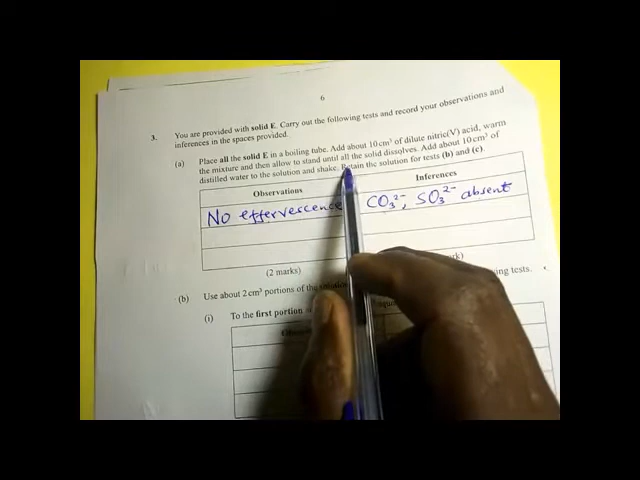 6
3. You are provided with solid E. Carry out the following tests and record your observations and
inferences in the spaces provided.
(a) Place all the solid E in a boiling tube. Add about 10 cm³ of dilute nitric(V) acid, warm
the mixture and then allow to stand until all the solid dissolves. Add about 10 cm³ of
distilled water to the solution and shake. Retain the solution for tests (b) and (c).
Observations Inferences
No effervescence CO₃²⁻, SO₃²⁻ absent
(2 marks)
(b) Use about 2 cm³ portions of the solution tests.
(i) To the first portion